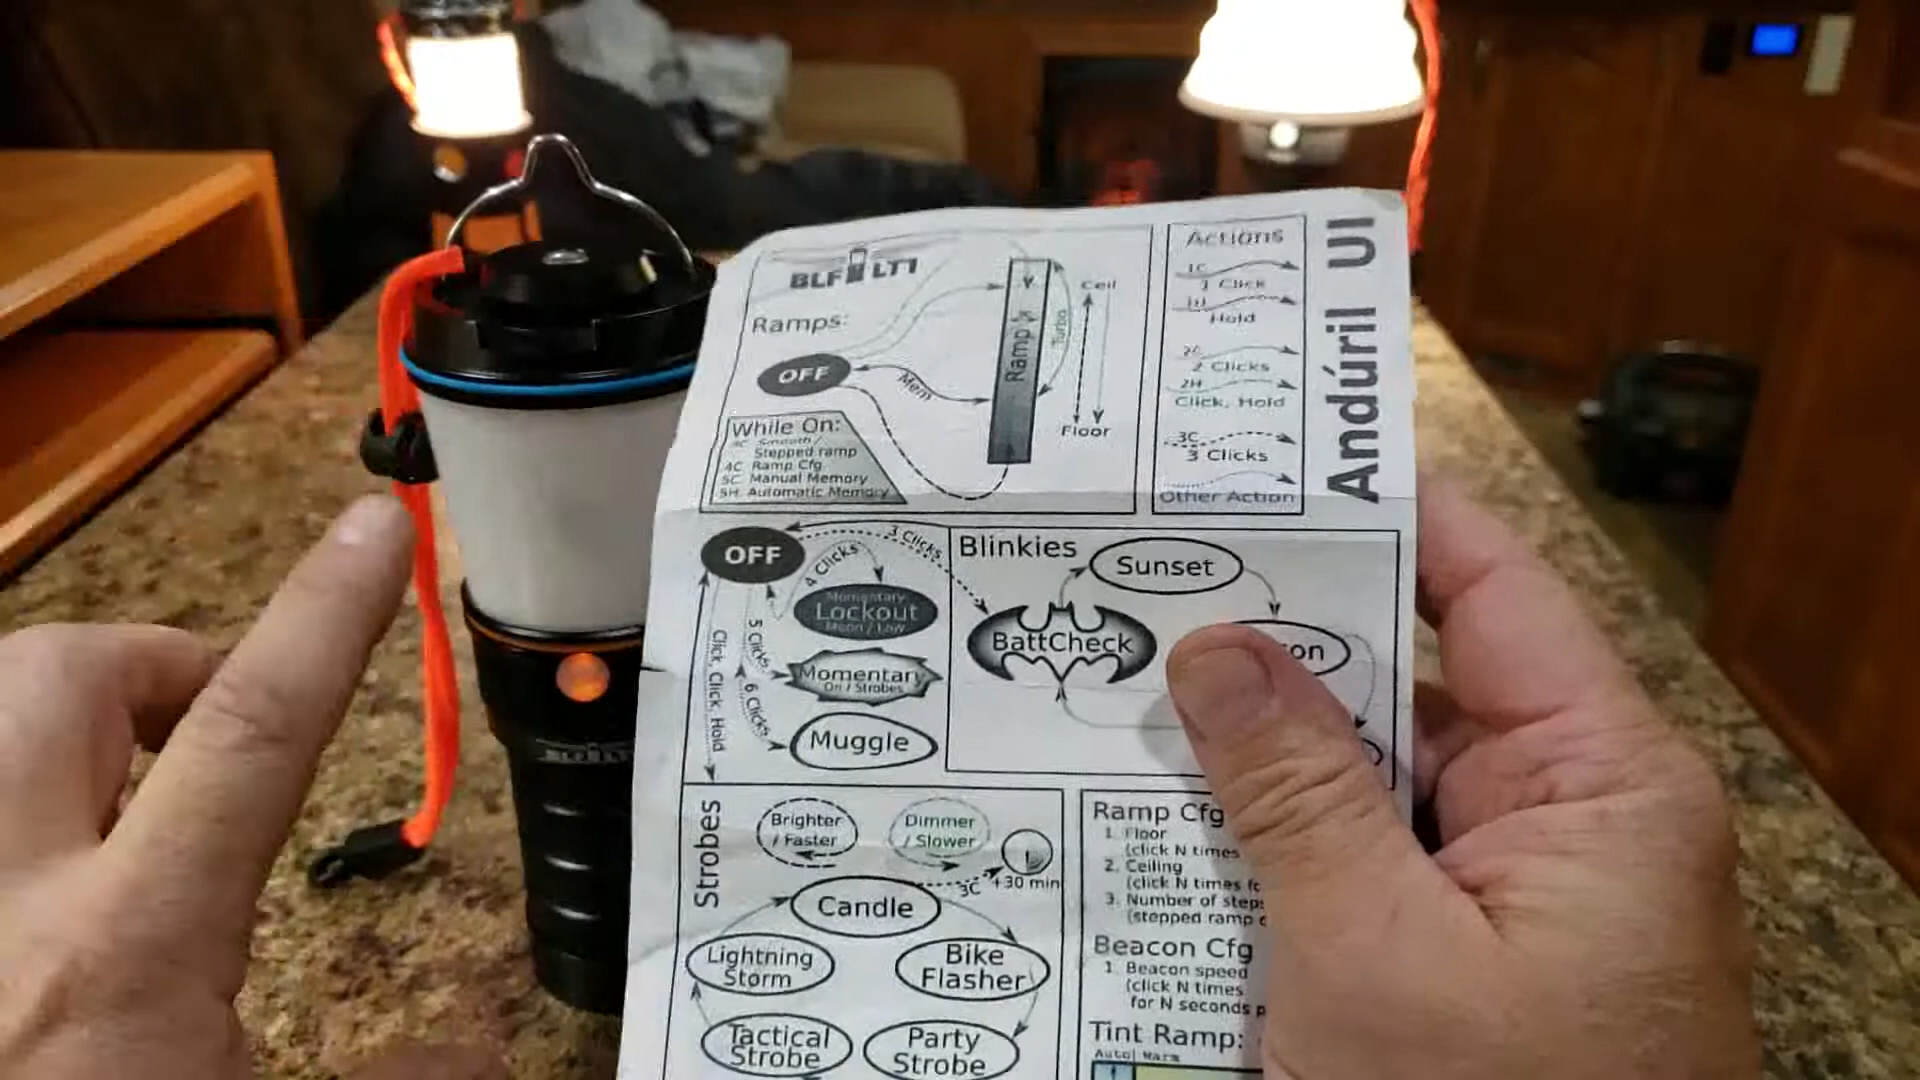 BLF LT1
Ramps:
OFF
Mem
Ramp
Turbo
Ceil
Floor
While On:
Smooth /
Stepped ramp
4C Ramp Cfg
5C Manual Memory
5H Automatic Memory
Actions
1C
1 Click
1H
Hold
2C
2 Clicks
2H
Click, Hold
3C
3 Clicks
Other Action
Andúril UI
OFF
3 Clicks
4 Clicks
Momentary
Lockout
Moon / Low
5 Clicks
Momentary
On / Strobes
6 Clicks
Muggle
Click, Click, Hold
Blinkies
Sunset
BattCheck
on
Strobes
Brighter
/ Faster
Dimmer
/ Slower
3C
+30 min
Candle
Lightning
Storm
Bike
Flasher
Tactical
Strobe
Party
Strobe
Ramp Cfg
1. Floor
(click N times
2. Ceiling
(click N times
3. Number of steps
(stepped ramp
Beacon Cfg
1. Beacon speed
(click N times
for N seconds
Tint Ramp:
Auto Warm